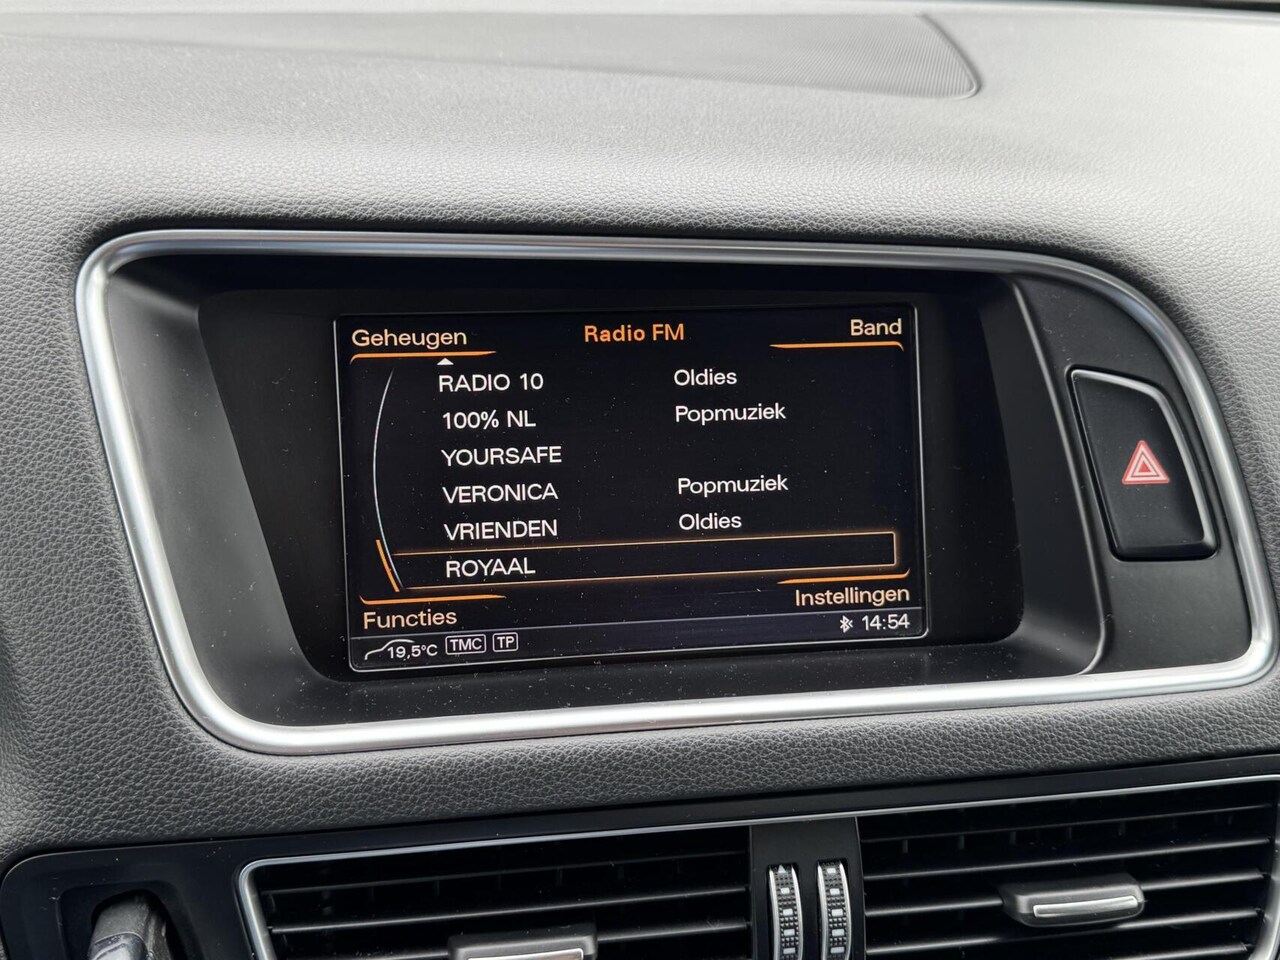 Geheugen Radio FM Band
RADIO 10 Oldies
100% NL Popmuziek
YOURSAFE
VERONICA Popmuziek
VRIENDEN Oldies
ROYAAL
Functies Instellingen
19,5°C TMC TP 14:54